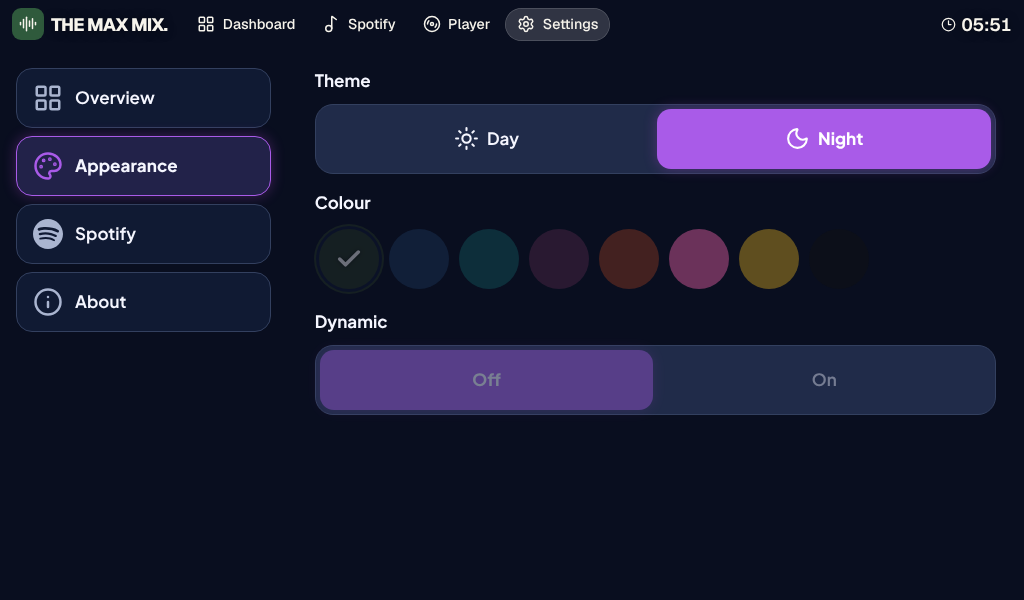 THE MAX MIX.
Dashboard
Spotify
Player
Settings
05:51
Overview
Appearance
Spotify
About
Theme
Day
Night
Colour
Dynamic
Off
On